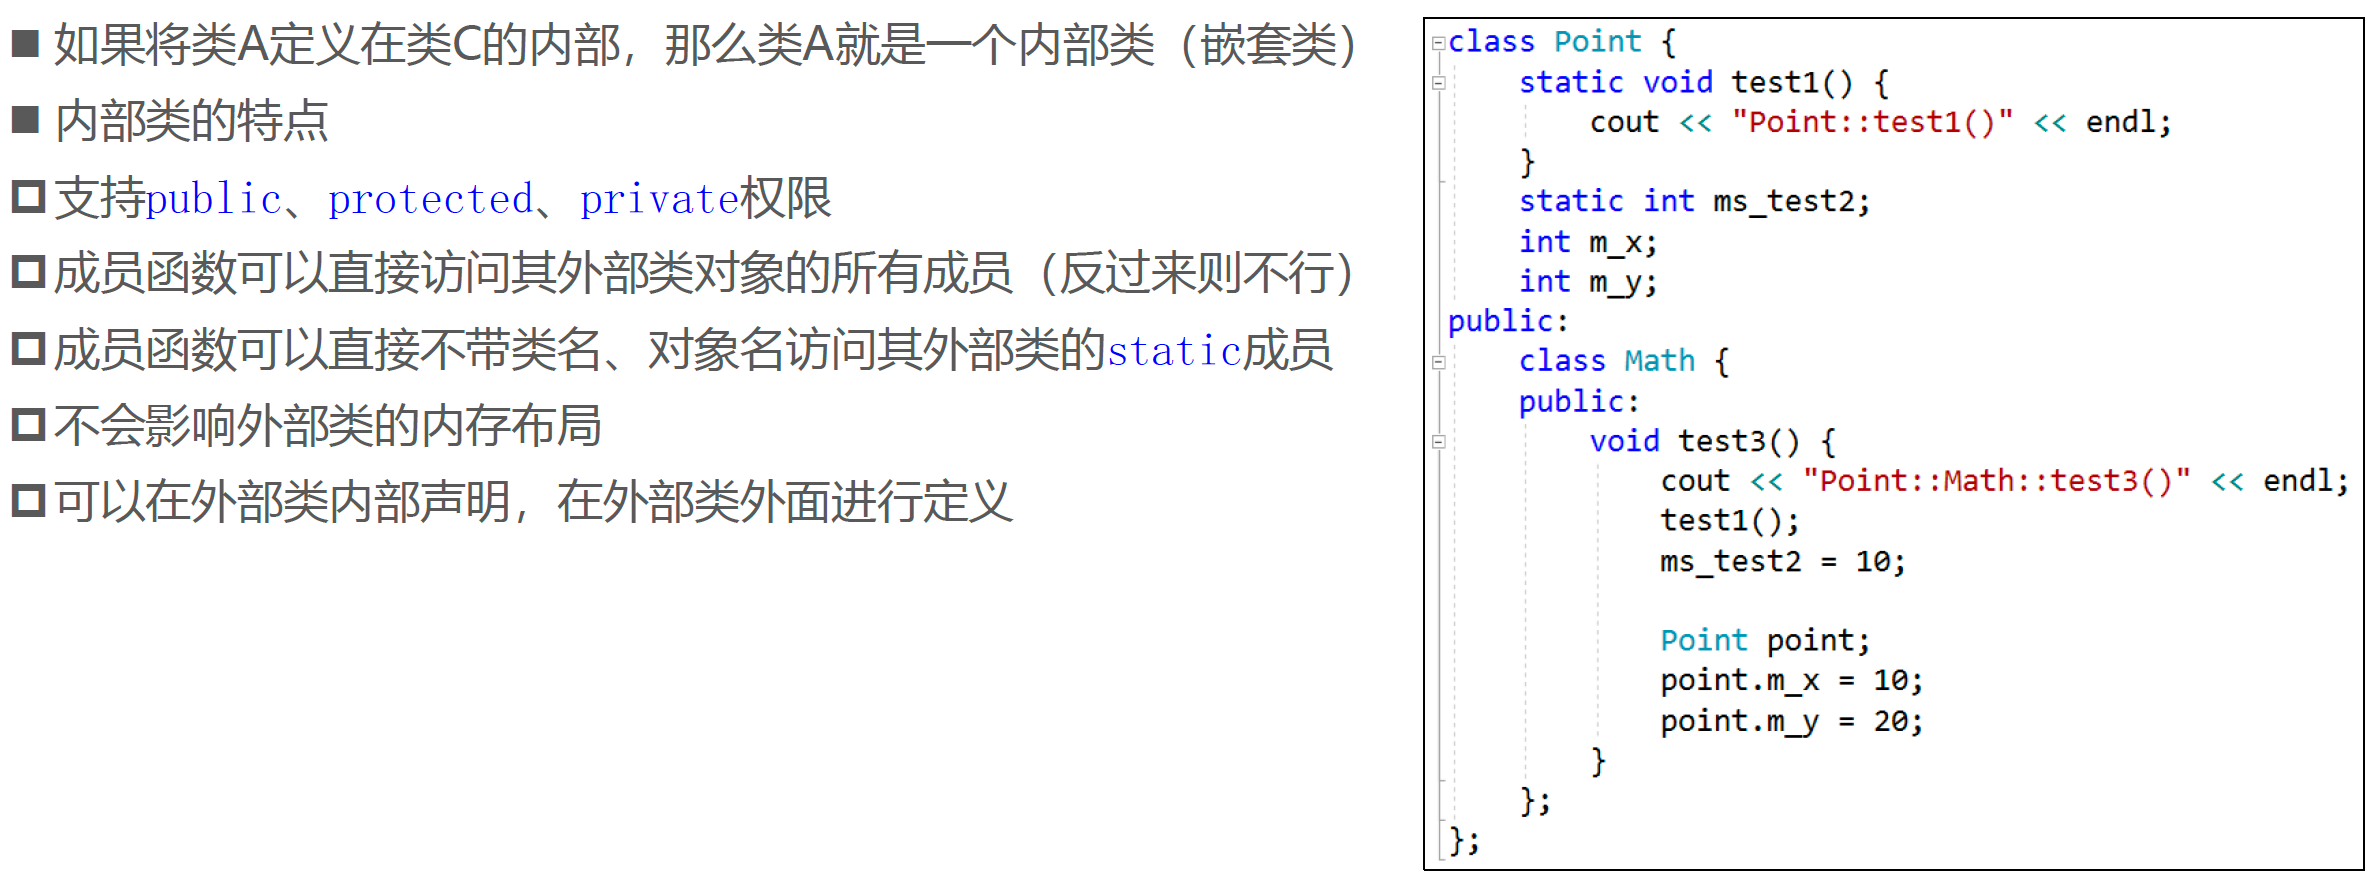 ■ 如果将类A定义在类C的内部，那么类A就是一个内部类（嵌套类）
■ 内部类的特点
支持public、protected、private权限
成员函数可以直接访问其外部类对象的所有成员（反过来则不行）
成员函数可以直接不带类名、对象名访问其外部类的static成员
不会影响外部类的内存布局
可以在外部类内部声明，在外部类外面进行定义
class Point {
    static void test1() {
        cout << "Point::test1()" << endl;
    }
    static int ms_test2;
    int m_x;
    int m_y;
public:
    class Math {
    public:
        void test3() {
            cout << "Point::Math::test3()" << endl;
            test1();
            ms_test2 = 10;

            Point point;
            point.m_x = 10;
            point.m_y = 20;
        }
    };
};